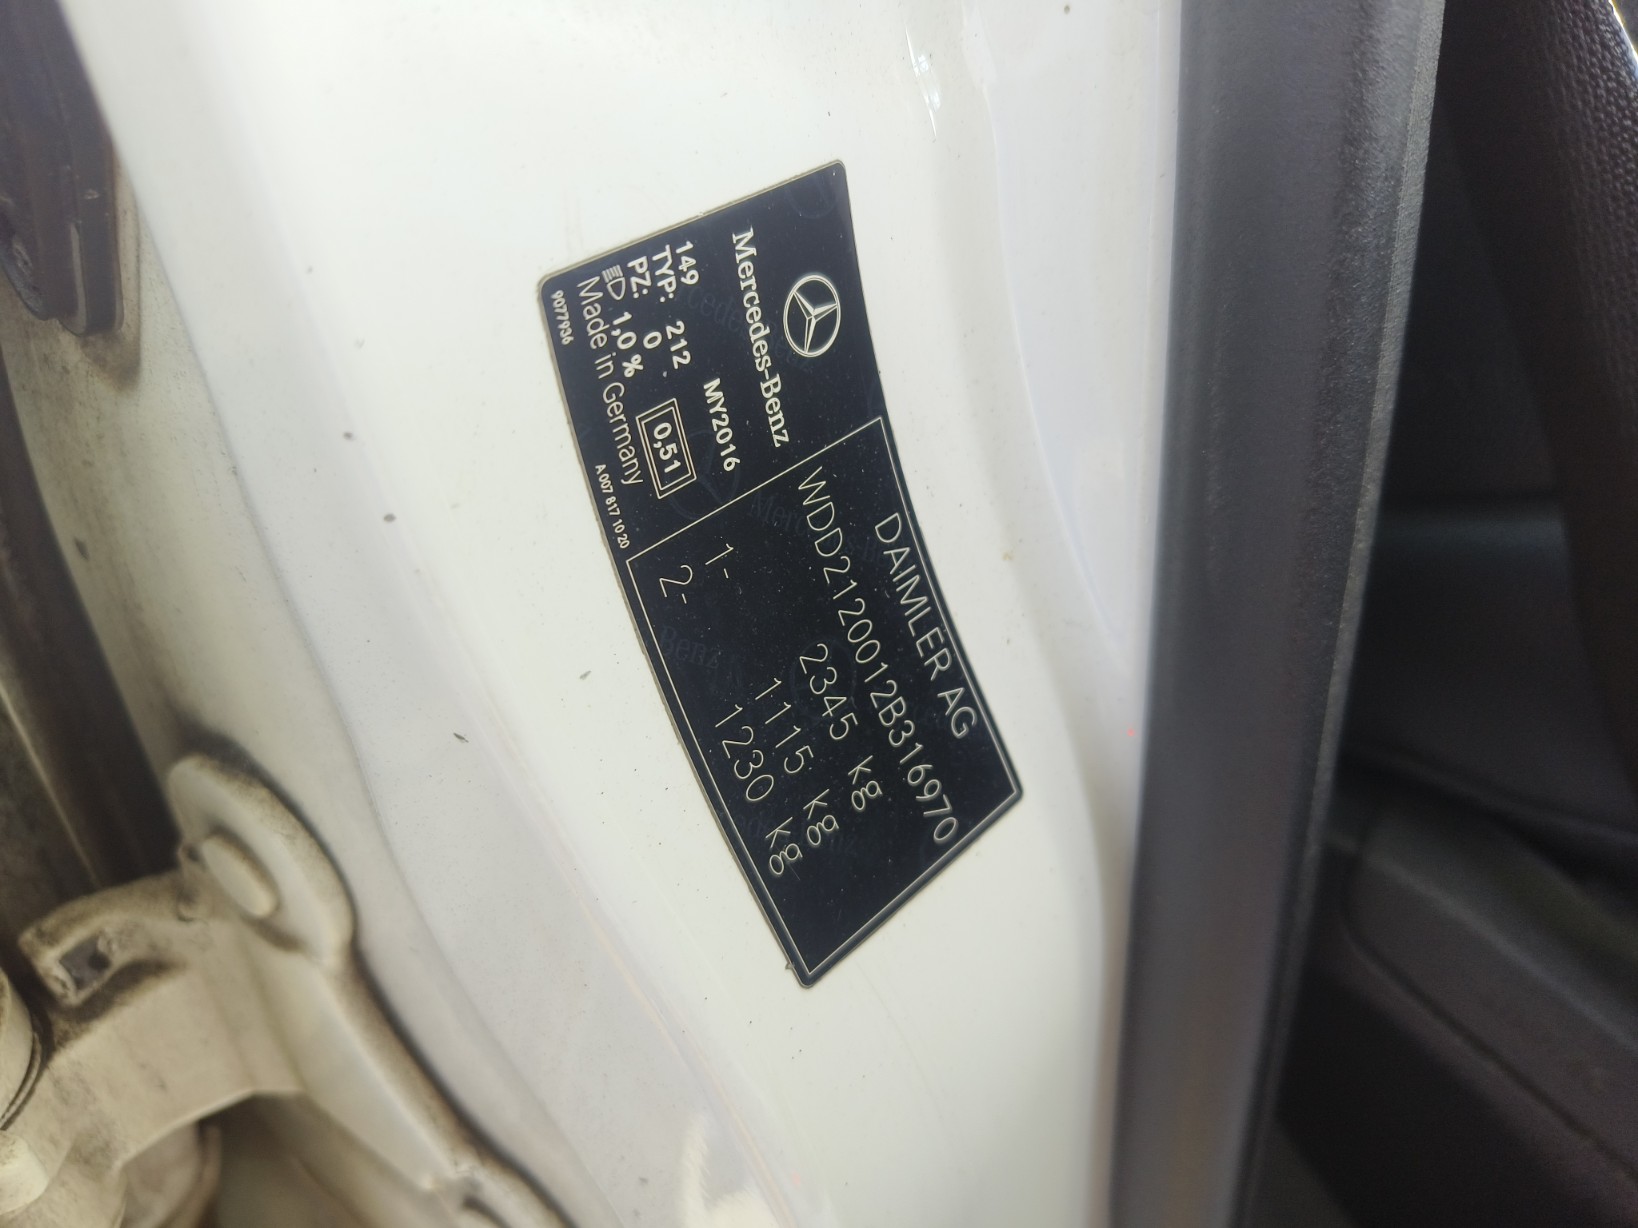 Mercedes-Benz
MY2016
149
TYP: 212
PZ: 0
1,0 %
0,51
Made in Germany
9077936
A 007 817 10 20
DAIMLER AG
WDD2120012B316970
2345 kg
1- 1115 kg
2- 1230 kg